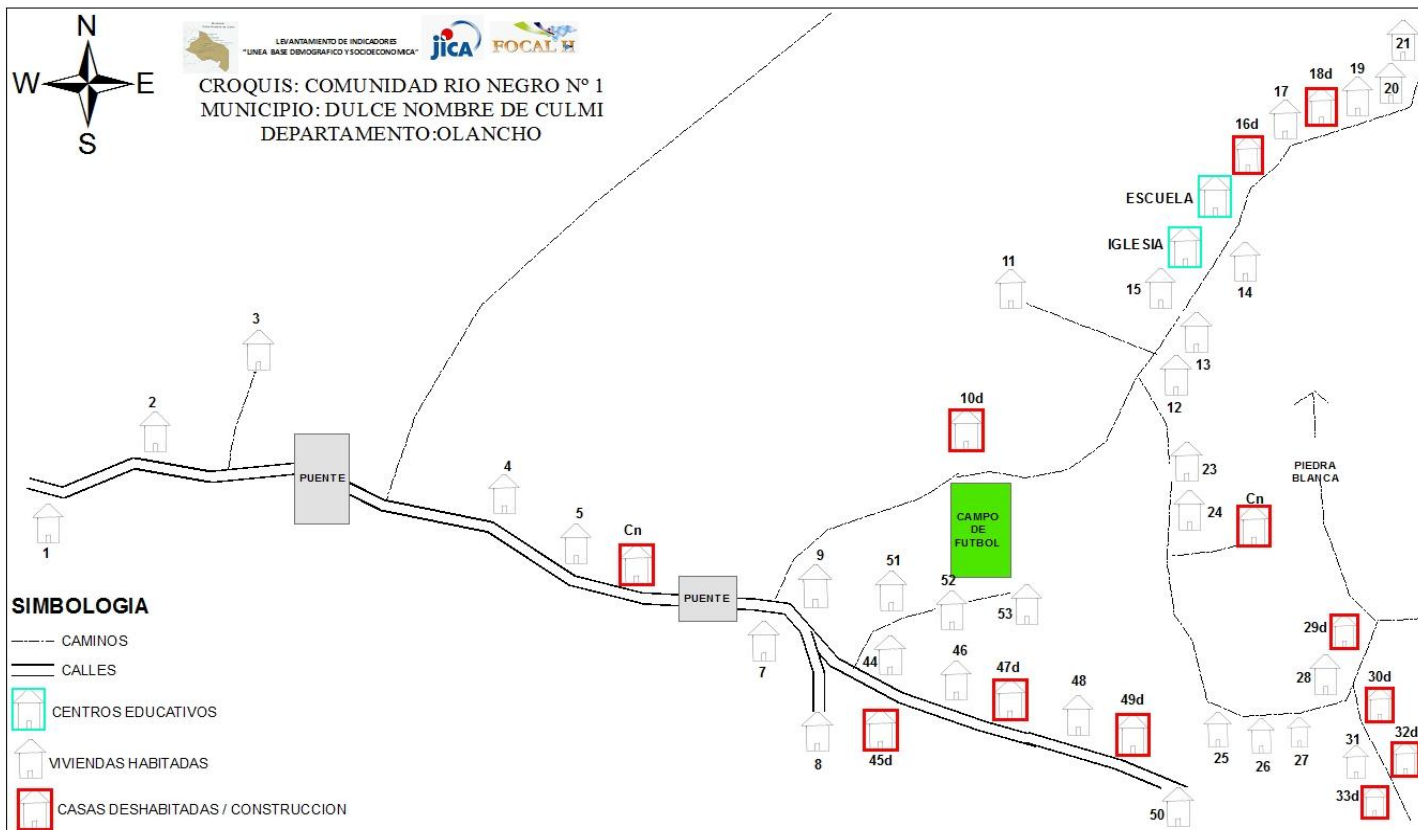 N
W E
S
LEVANTAMIENTO DE INDICADORES
"LINEA BASE DEMOGRAFICO Y SOCIOECONOMICA"
jICA
FOCAL II
CROQUIS: COMUNIDAD RIO NEGRO Nº 1
MUNICIPIO: DULCE NOMBRE DE CULMI
DEPARTAMENTO:OLANCHO
21
20
19
18d
17
16d
ESCUELA
IGLESIA
14
15
11
13
12
3
2
1
PUENTE
4
5
Cn
PUENTE
10d
CAMPO
DE
FUTBOL
23
24
Cn
PIEDRA
BLANCA
9
51
52
53
7
8
44
45d
46
47d
48
49d
50
25
26
27
28
29d
30d
31
32d
33d
SIMBOLOGIA
CAMINOS
CALLES
CENTROS EDUCATIVOS
VIVIENDAS HABITADAS
CASAS DESHABITADAS / CONSTRUCCION